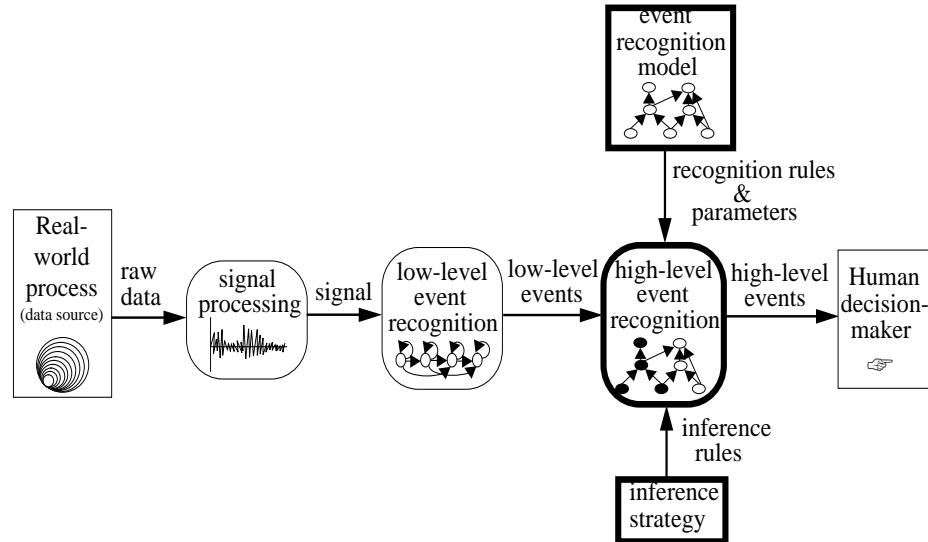 event
recognition
model
recognition rules
&
parameters
Real-
world
process
(data source)
raw
data
signal
processing
signal
low-level
event
recognition
low-level
events
high-level
event
recognition
high-level
events
Human
decision-
maker
inference
rules
inference
strategy